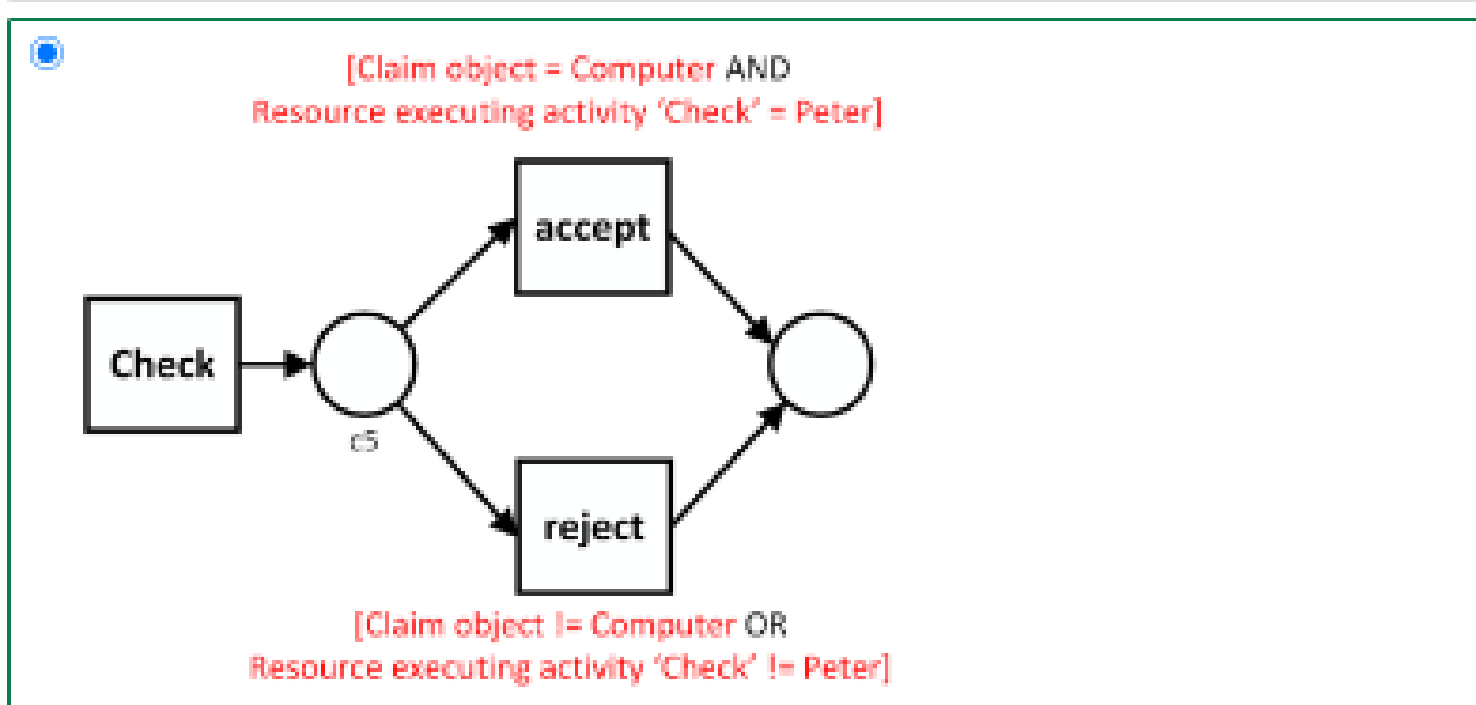 [Claim object = Computer AND
Resource executing activity ‘Check’ = Peter]
accept
Check
c5
reject
[Claim object != Computer OR
Resource executing activity ‘Check’ != Peter]